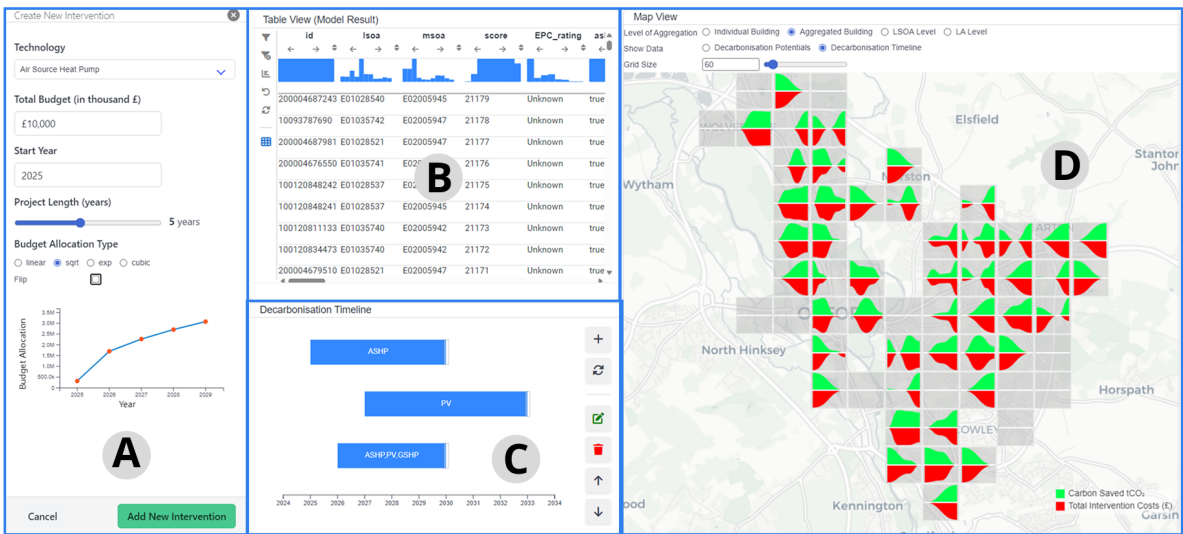 Create New Intervention
Technology
Air Source Heat Pump
Total Budget (in thousand £)
£10,000
Start Year
2025
Project Length (years)
5 years
Budget Allocation Type
linear sqrt exp cubic
Flip
3.5M
3.0M
2.5M
2.0M
1.5M
1.0M
500.0k
0
Budget Allocation
2025 2026 2027 2028 2029
Year
A
Cancel Add New Intervention
Table View (Model Result)
id lsoa msoa score EPC_rating
200004687243 E01028540 E02005945 21179 Unknown true
10093787690 E01035742 E02005947 21178 Unknown true
200004687981 E01028521 E02005947 21177 Unknown true
200004676550 E01035741 E02 21176 Unknown true
100120848242 E01028537 E02 21175 Unknown true
100120848241 E01028537 E02005945 21174 Unknown true
100120811133 E01035740 E02005942 21173 Unknown true
100120834473 E01035740 E02005942 21172 Unknown true
200004679510 E01028521 E02005947 21171 Unknown true
B
Decarbonisation Timeline
ASHP
PV
ASHP,PV,GSHP
C
2024 2025 2026 2027 2028 2029 2030 2031 2032 2033 2034
Map View
Level of Aggregation Individual Building Aggregated Building LSOA Level LA Level
Show Data Decarbonisation Potentials Decarbonisation Timeline
Grid Size 60
Elsfield
D
Wytham
North Hinksey
Horspath
Kennington
Carbon Saved tCO₂
Total Intervention Costs (£)